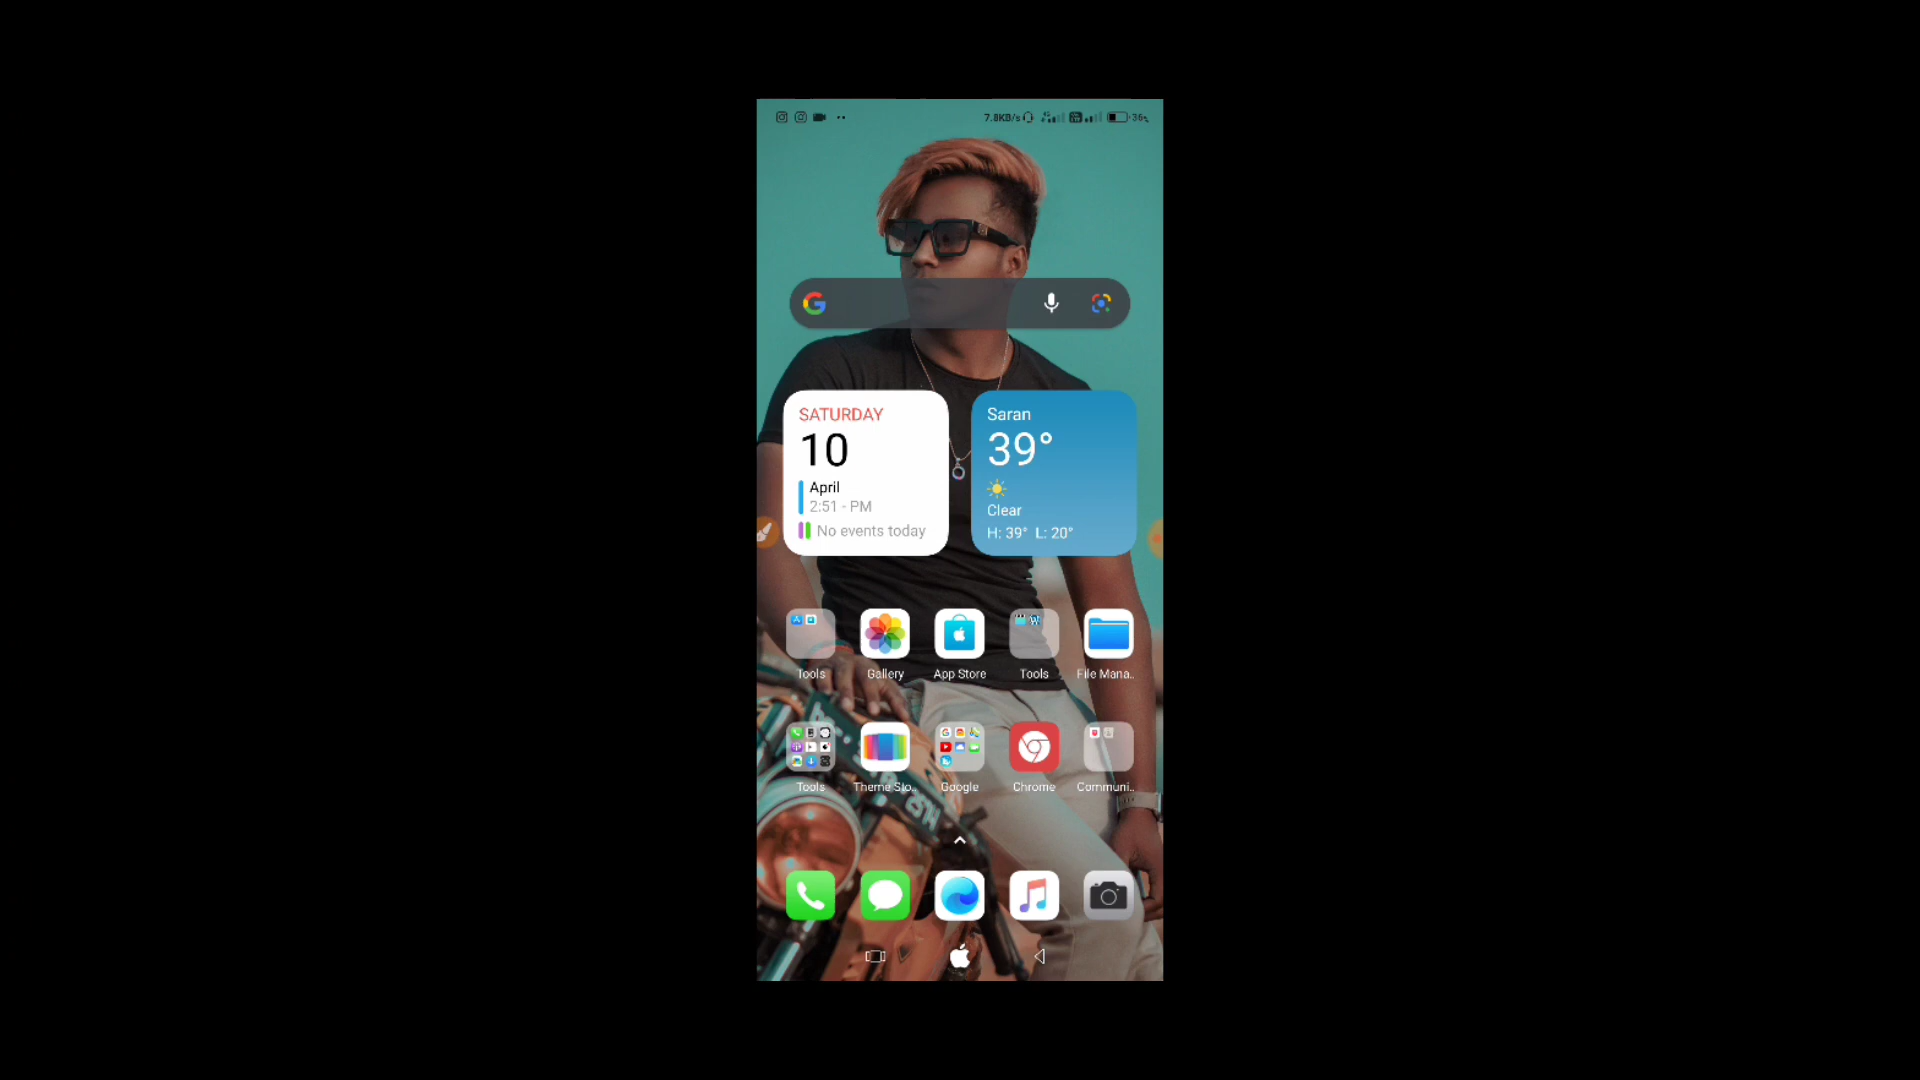 7.8KB/s 36%
SATURDAY
10
April
2:51 - PM
No events today
Saran
39°
Clear
H: 39° L: 20°
Tools Gallery App Store Tools File Mana..
Tools Theme Sto.. Google Chrome Communi..